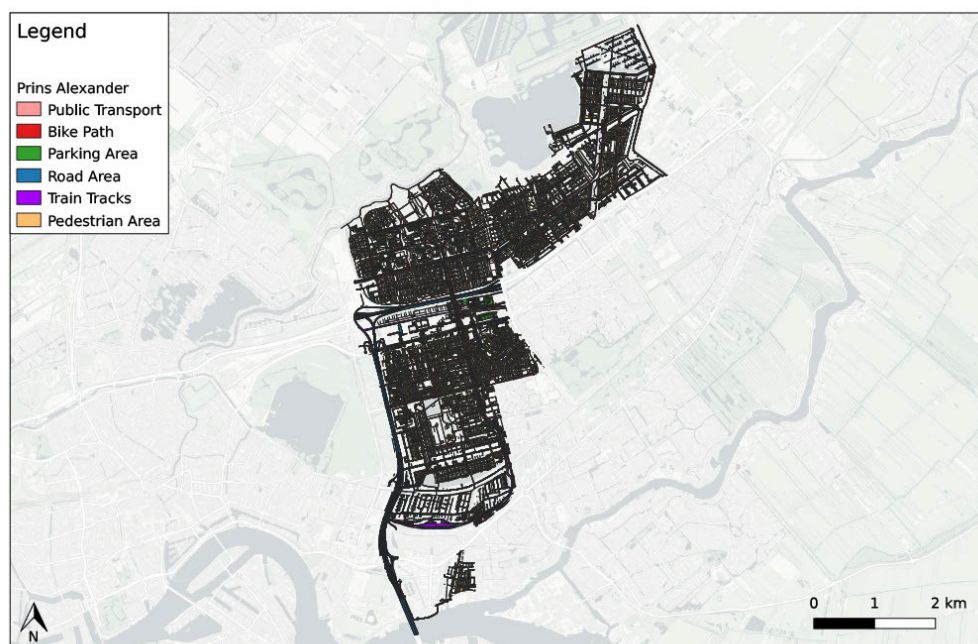 Legend
Prins Alexander
Public Transport
Bike Path
Parking Area
Road Area
Train Tracks
Pedestrian Area
N
0 1 2 km